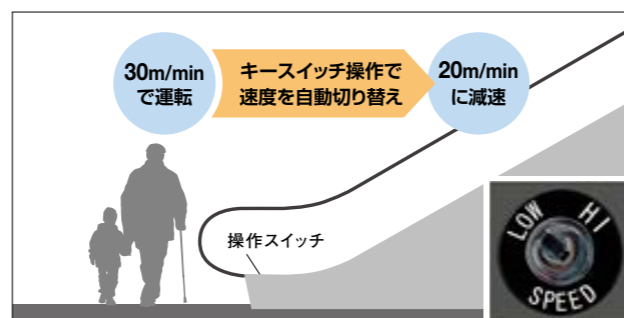 30m/min
で運転
キースイッチ操作で
速度を自動切り替え
20m/min
に減速
操作スイッチ
LOW HI
SPEED